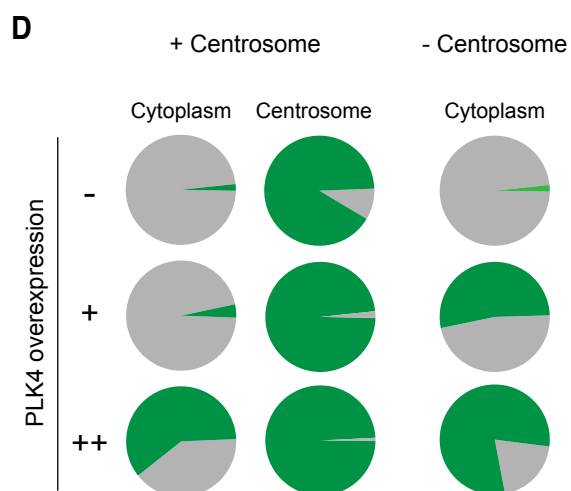 D
+ Centrosome - Centrosome
Cytoplasm Centrosome Cytoplasm
PLK4 overexpression
-
+
++